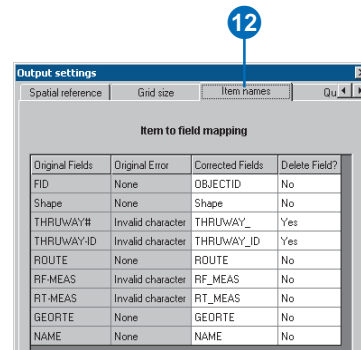 12
Output settings
Spatial reference Grid size Item names Qu
Item to field mapping
Original Fields Original Error Corrected Fields Delete Field?
FID None OBJECTID No
Shape None Shape No
THRUWAY# Invalid character THRUWAY_ Yes
THRUWAY-ID Invalid character THRUWAY_ID Yes
ROUTE None ROUTE No
RF-MEAS Invalid character RF_MEAS No
RT-MEAS Invalid character RT_MEAS No
GEORTE None GEORTE No
NAME None NAME No